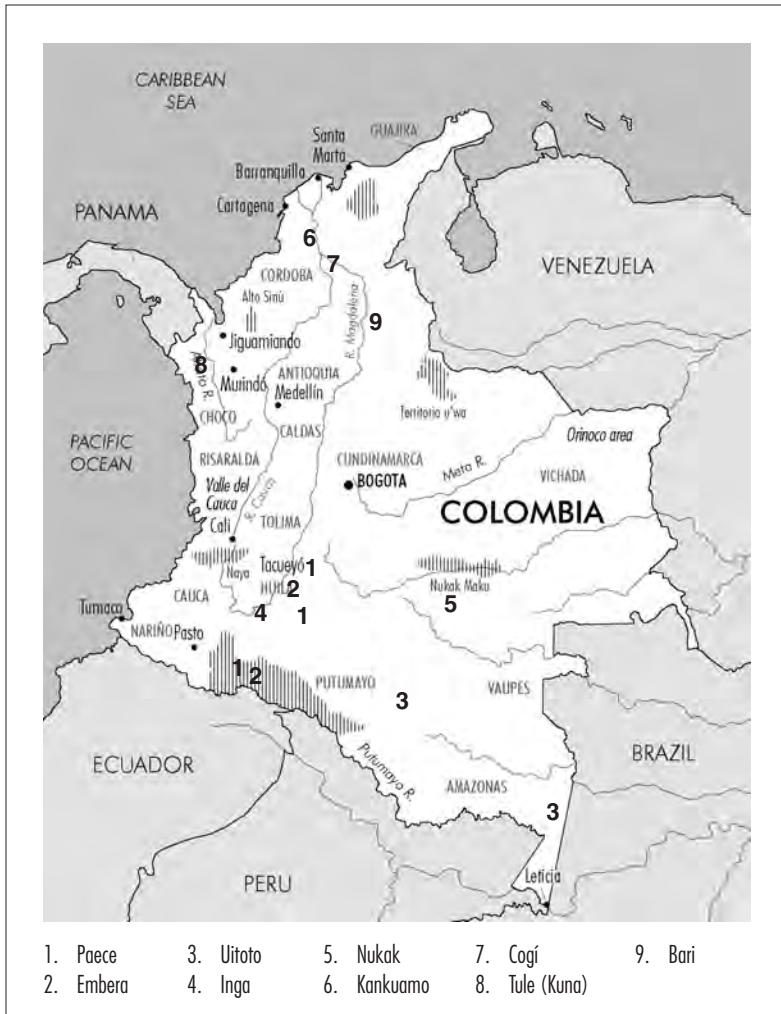 CARIBBEAN
SEA
GUAJIRA
Santa
Marta
Barranquilla
Cartagena
PANAMA
6
7
CORDOBA
VENEZUELA
Alto Sinú
R. Magdalena
9
Jiguamiando
8
Murindó
ANTIOQUIA
Medellín
Territorio u'wa
CHOCO
CALDAS
Orinoco area
PACIFIC
OCEAN
RISARALDA
CUNDINAMARCA
Meta R.
VICHADA
BOGOTA
Valle del
Cauca
R. Cauca
COLOMBIA
Cali
TOLIMA
Naya
Tacueyó
1
Nukak Maku
HUILA
2
5
CAUCA
4
1
Tumaco
NARIÑO
Pasto
1
2
PUTUMAYO
3
VAUPES
ECUADOR
Putumayo R.
BRAZIL
AMAZONAS
3
PERU
Leticia
1. Paece 3. Uitoto 5. Nukak 7. Cogí 9. Bari
2. Embera 4. Inga 6. Kankuamo 8. Tule (Kuna)